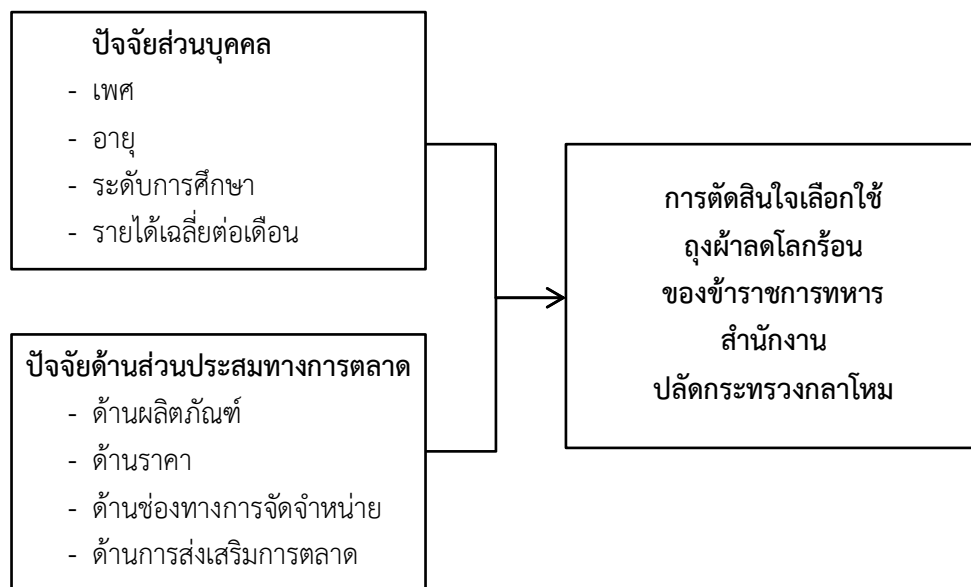 ปัจจัยส่วนบุคคล
- เพศ
- อายุ
- ระดับการศึกษา
- รายได้เฉลี่ยต่อเดือน
ปัจจัยด้านส่วนประสมทางการตลาด
- ด้านผลิตภัณฑ์
- ด้านราคา
- ด้านช่องทางการจัดจำหน่าย
- ด้านการส่งเสริมการตลาด
การตัดสินใจเลือกใช้
ถุงผ้าลดโลกร้อน
ของข้าราชการทหาร
สำนักงาน
ปลัดกระทรวงกลาโหม